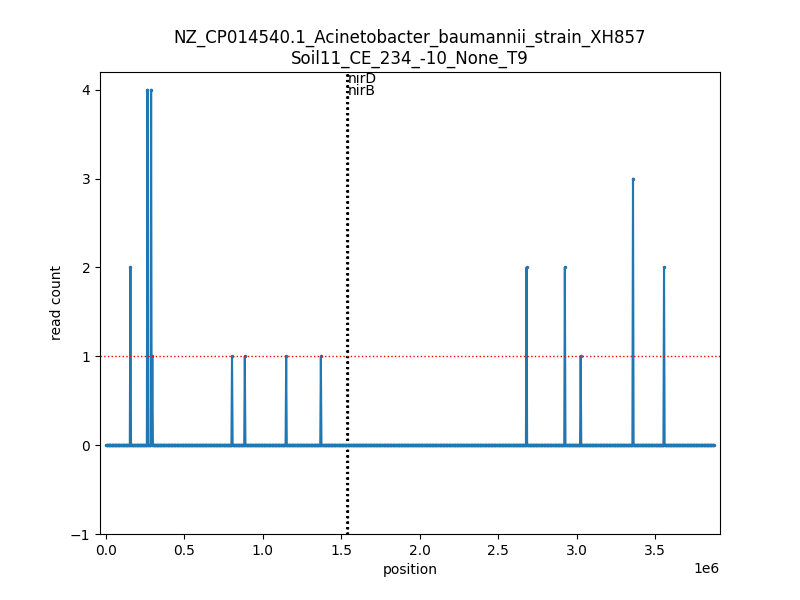 NZ_CP014540.1_Acinetobacter_baumannii_strain_XH857
Soil11_CE_234_-10_None_T9
nirD
nirB
4
3
2
1
0
−1
read count
0.0 0.5 1.0 1.5 2.0 2.5 3.0 3.5
1e6
position